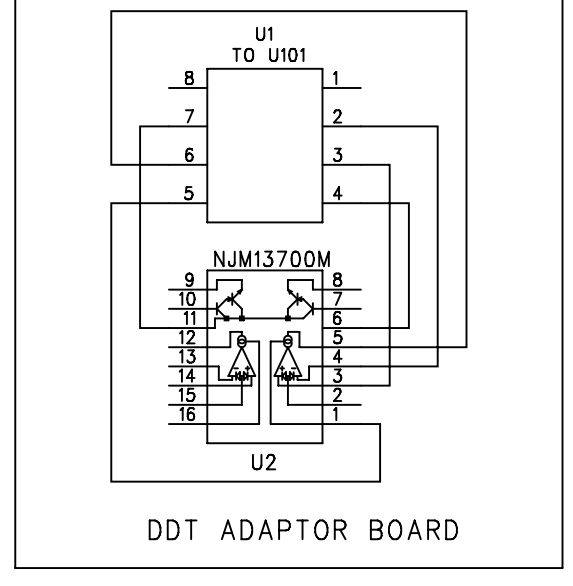 U1
TO U101
8 1
7 2
6 3
5 4
NJM13700M
9 8
10 7
11 6
12 5
13 4
14 3
15 2
16 1
- + + -
U2
DDT ADAPTOR BOARD